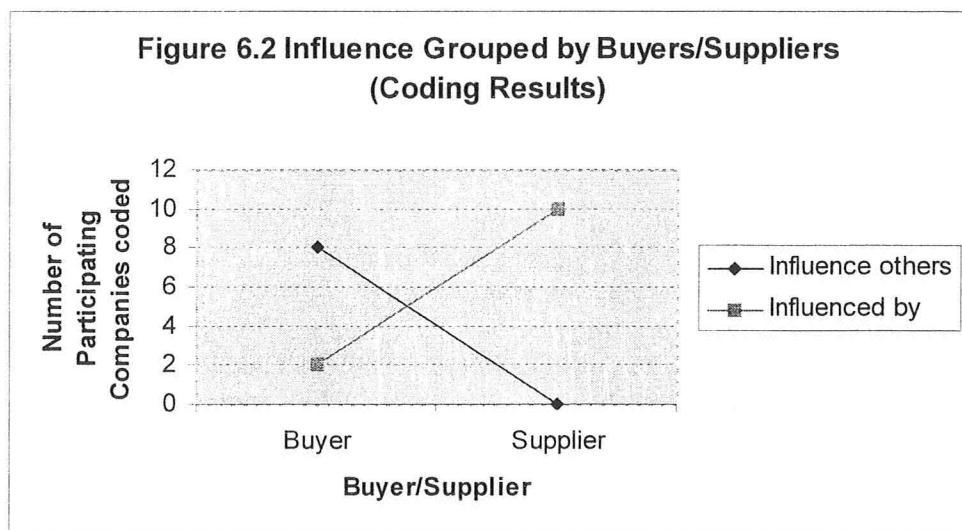 Figure 6.2 Influence Grouped by Buyers/Suppliers
(Coding Results)
Number of
Participating
Companies coded
12
10
8
6
4
2
0
Buyer
Supplier
Buyer/Supplier
Influence others
Influenced by